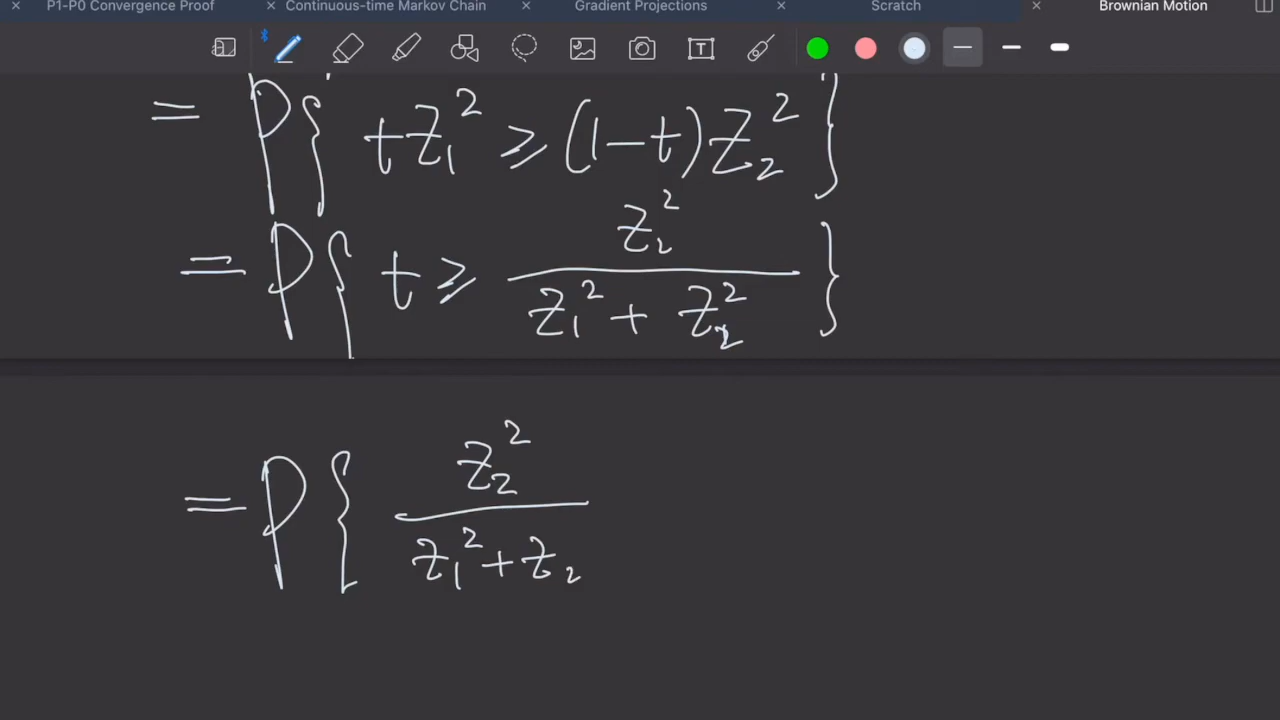 P1-P0 Convergence Proof × Continuous-time Markov Chain × Gradient Projections × Scratch × Brownian Motion
= P{ tZ₁² ≥ (1-t)Z₂² }
= P{ t ≥ Z₂² / (Z₁² + Z₂²) }
= P{ Z₂² / (Z₁² + Z₂